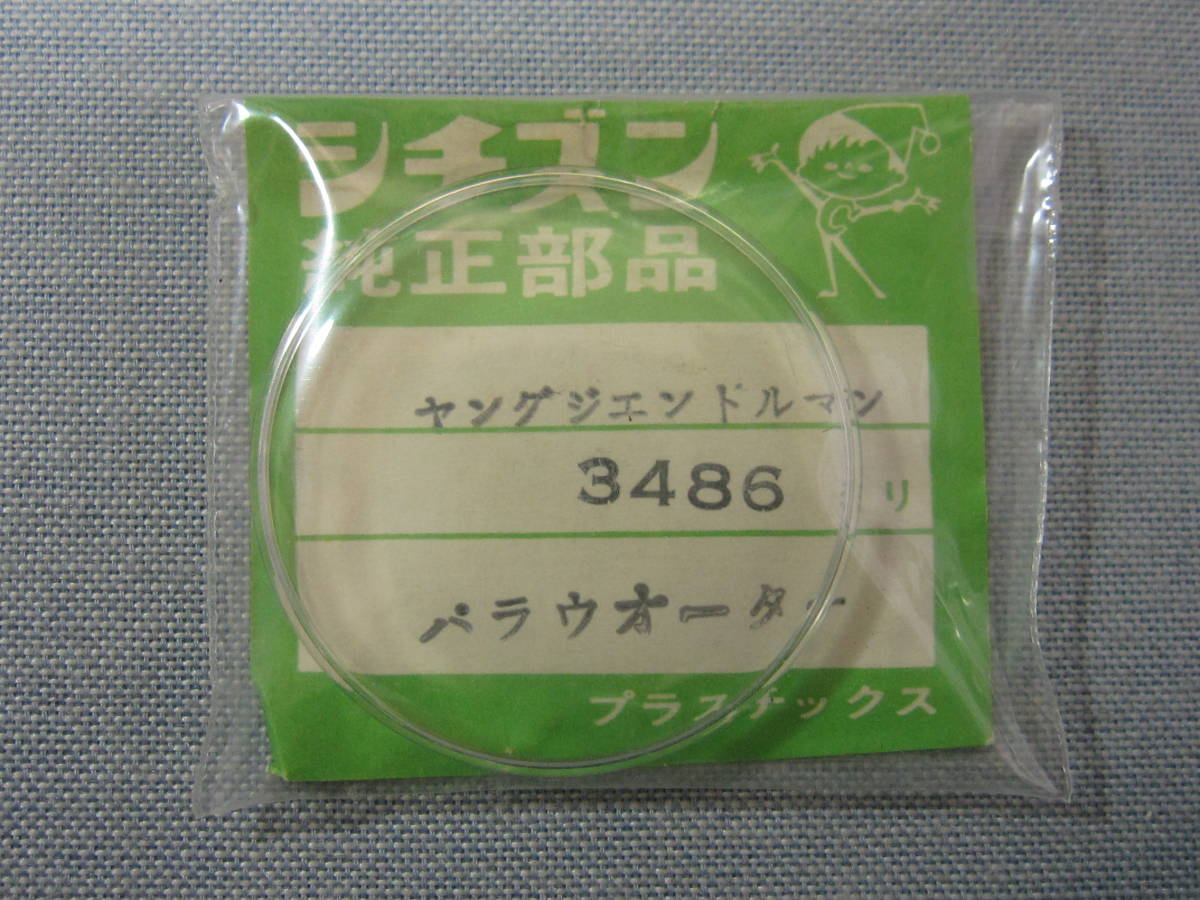 シチズン
純正部品
C
ヤングジエンドルマン
3486 リ
パラウオーター
プラスチックス